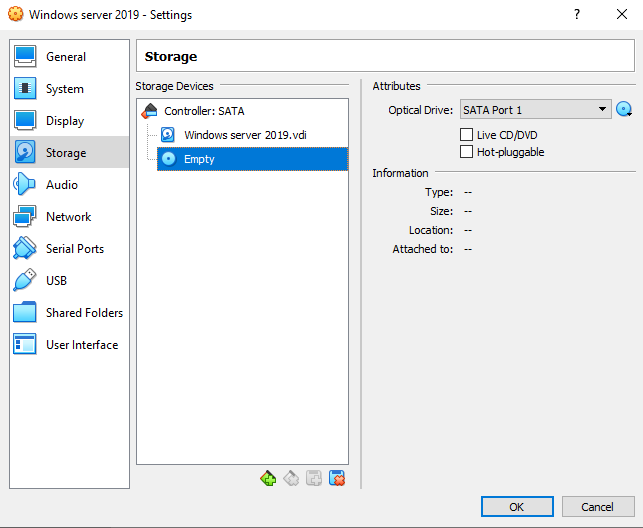 Windows server 2019 - Settings
?
General
System
Display
Storage
Audio
Network
Serial Ports
USB
Shared Folders
User Interface
Storage
Storage Devices
Controller: SATA
Windows server 2019.vdi
Empty
Attributes
Optical Drive: SATA Port 1
Live CD/DVD
Hot-pluggable
Information
Type: --
Size: --
Location: --
Attached to: --
OK
Cancel